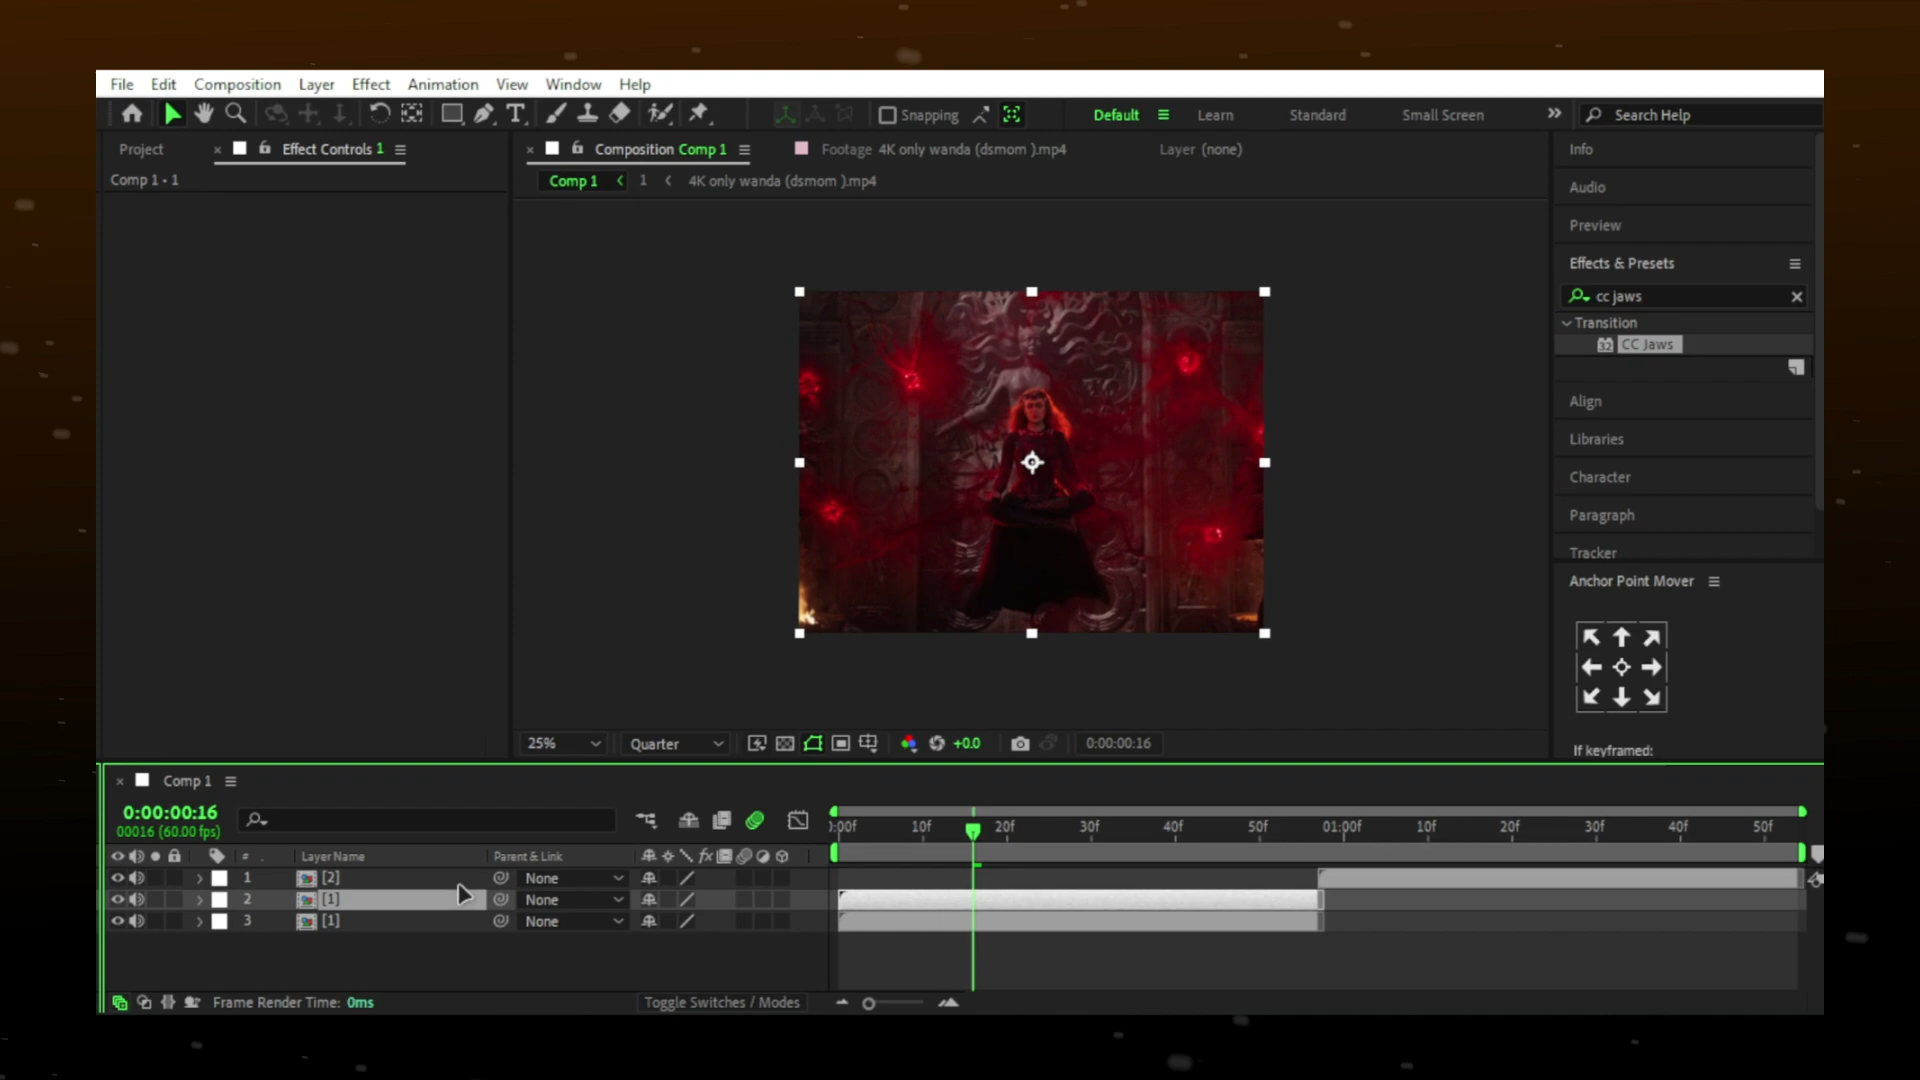 File Edit Composition Layer Effect Animation View Window Help
Snapping Default Learn Standard Small Screen Search Help
Project Effect Controls 1
Composition Comp 1 Footage 4K only wanda (dsmom ).mp4 Layer (none)
Comp 1 • 1
Comp 1 1 4K only wanda (dsmom ).mp4
Info
Audio
Preview
Effects & Presets
cc jaws
Transition
32 CC Jaws
Align
Libraries
Character
Paragraph
Tracker
Anchor Point Mover
If keyframed:
25% Quarter +0.0 0:00:00:16
Comp 1
0:00:00:16
00016 (60.00 fps)
):00f 10f 20f 30f 40f 50f 01:00f 10f 20f 30f 40f 50f
# Layer Name Parent & Link fx
1 [2] None
2 [1] None
3 [1] None
Frame Render Time: 0ms Toggle Switches / Modes